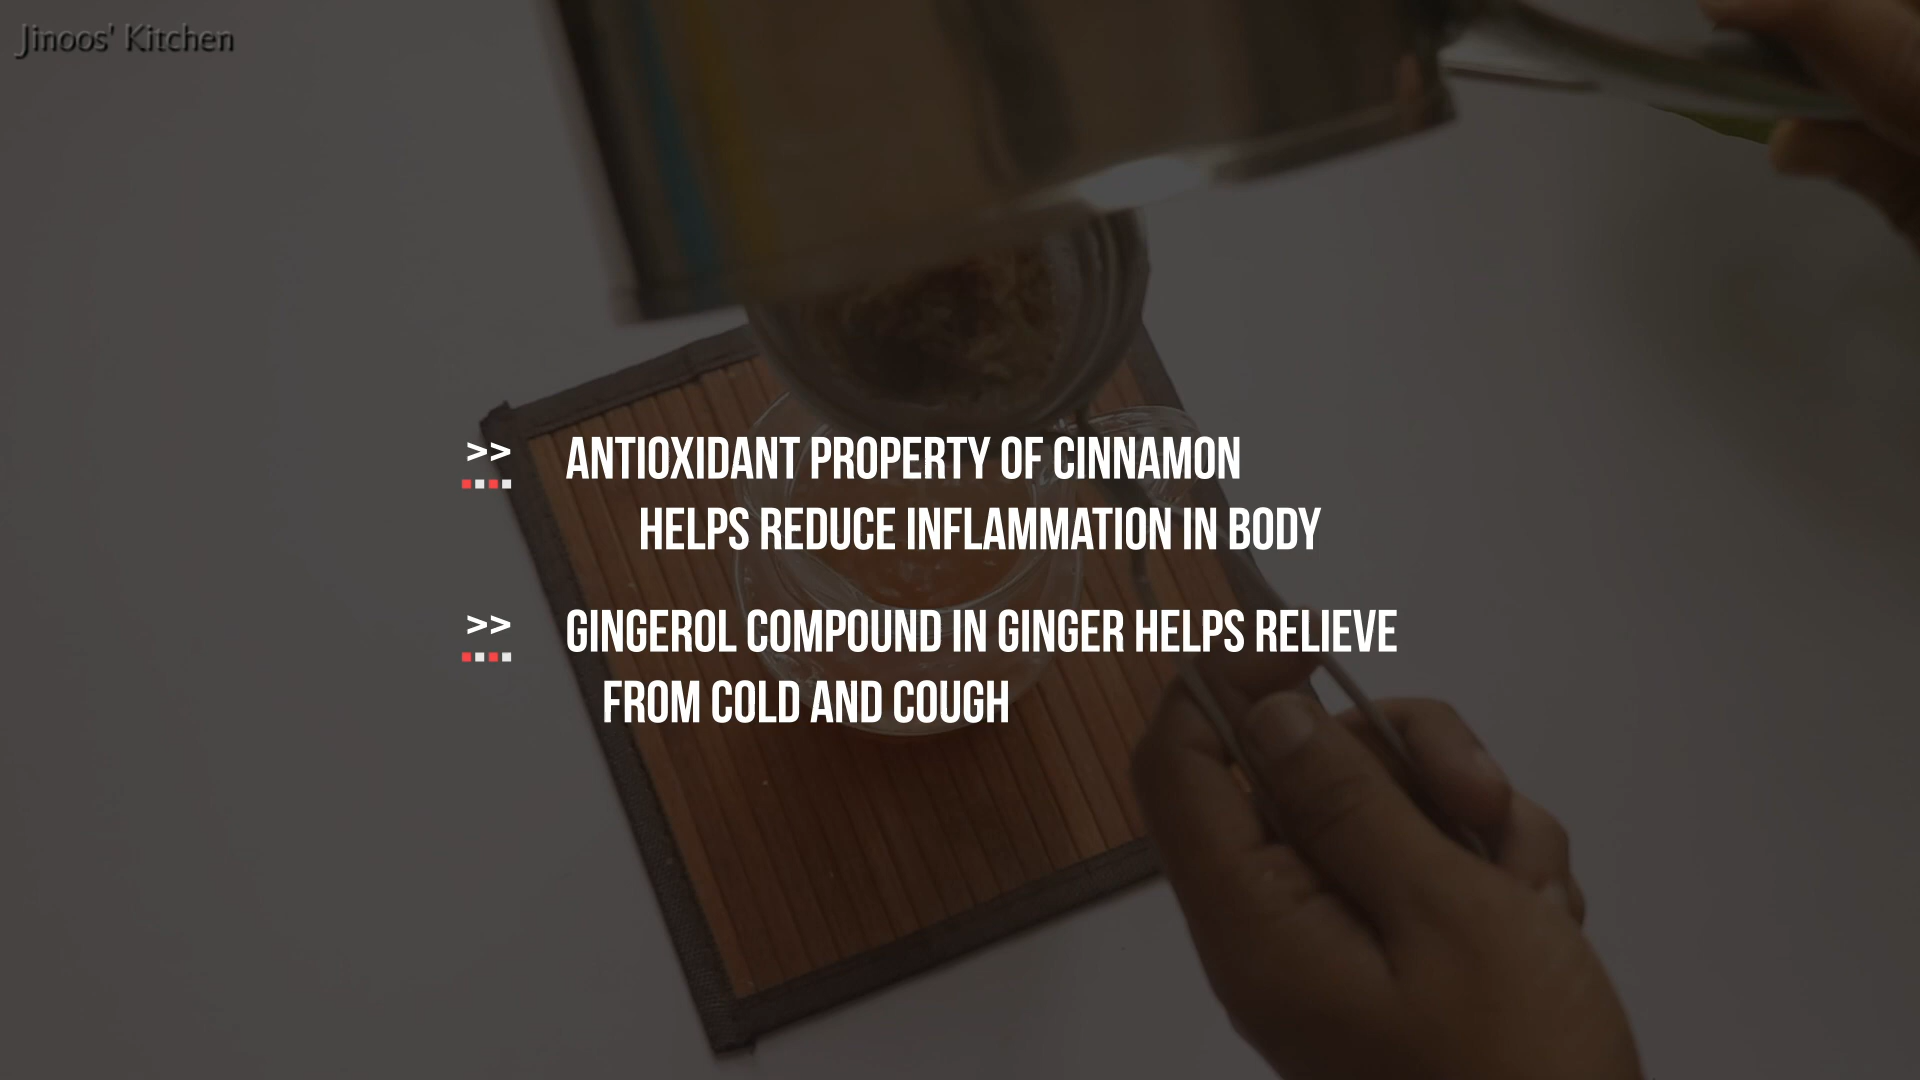 Jinoos' Kitchen
>> ANTIOXIDANT PROPERTY OF CINNAMON
HELPS REDUCE INFLAMMATION IN BODY
>> GINGEROL COMPOUND IN GINGER HELPS RELIEVE
FROM COLD AND COUGH